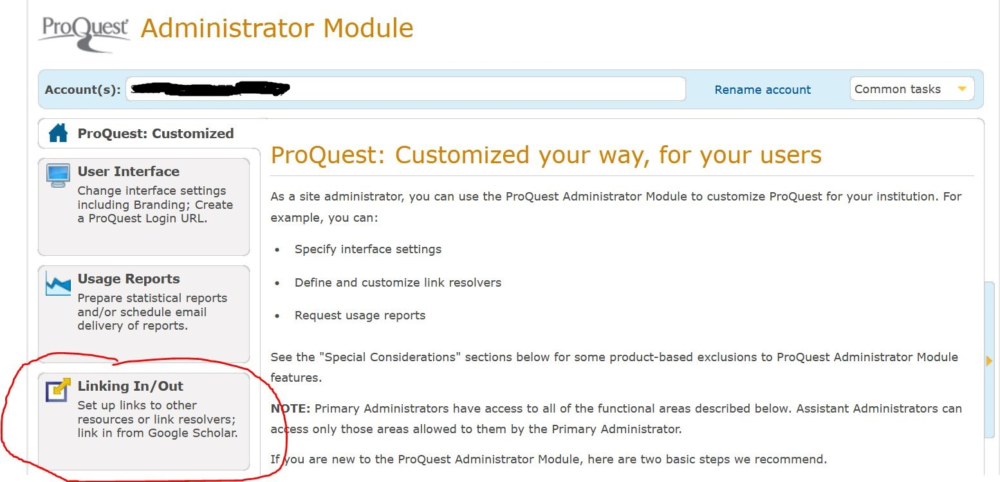 ProQuest Administrator Module
Account(s):
Rename account
Common tasks
ProQuest: Customized
User Interface
Change interface settings
including Branding; Create
a ProQuest Login URL.
Usage Reports
Prepare statistical reports
and/or schedule email
delivery of reports.
Linking In/Out
Set up links to other
resources or link resolvers;
link in from Google Scholar.
ProQuest: Customized your way, for your users
As a site administrator, you can use the ProQuest Administrator Module to customize ProQuest for your institution. For
example, you can:
• Specify interface settings
• Define and customize link resolvers
• Request usage reports
See the "Special Considerations" sections below for some product-based exclusions to ProQuest Administrator Module
features.
NOTE: Primary Administrators have access to all of the functional areas described below. Assistant Administrators can
access only those areas allowed to them by the Primary Administrator.
If you are new to the ProQuest Administrator Module, here are two basic steps we recommend.